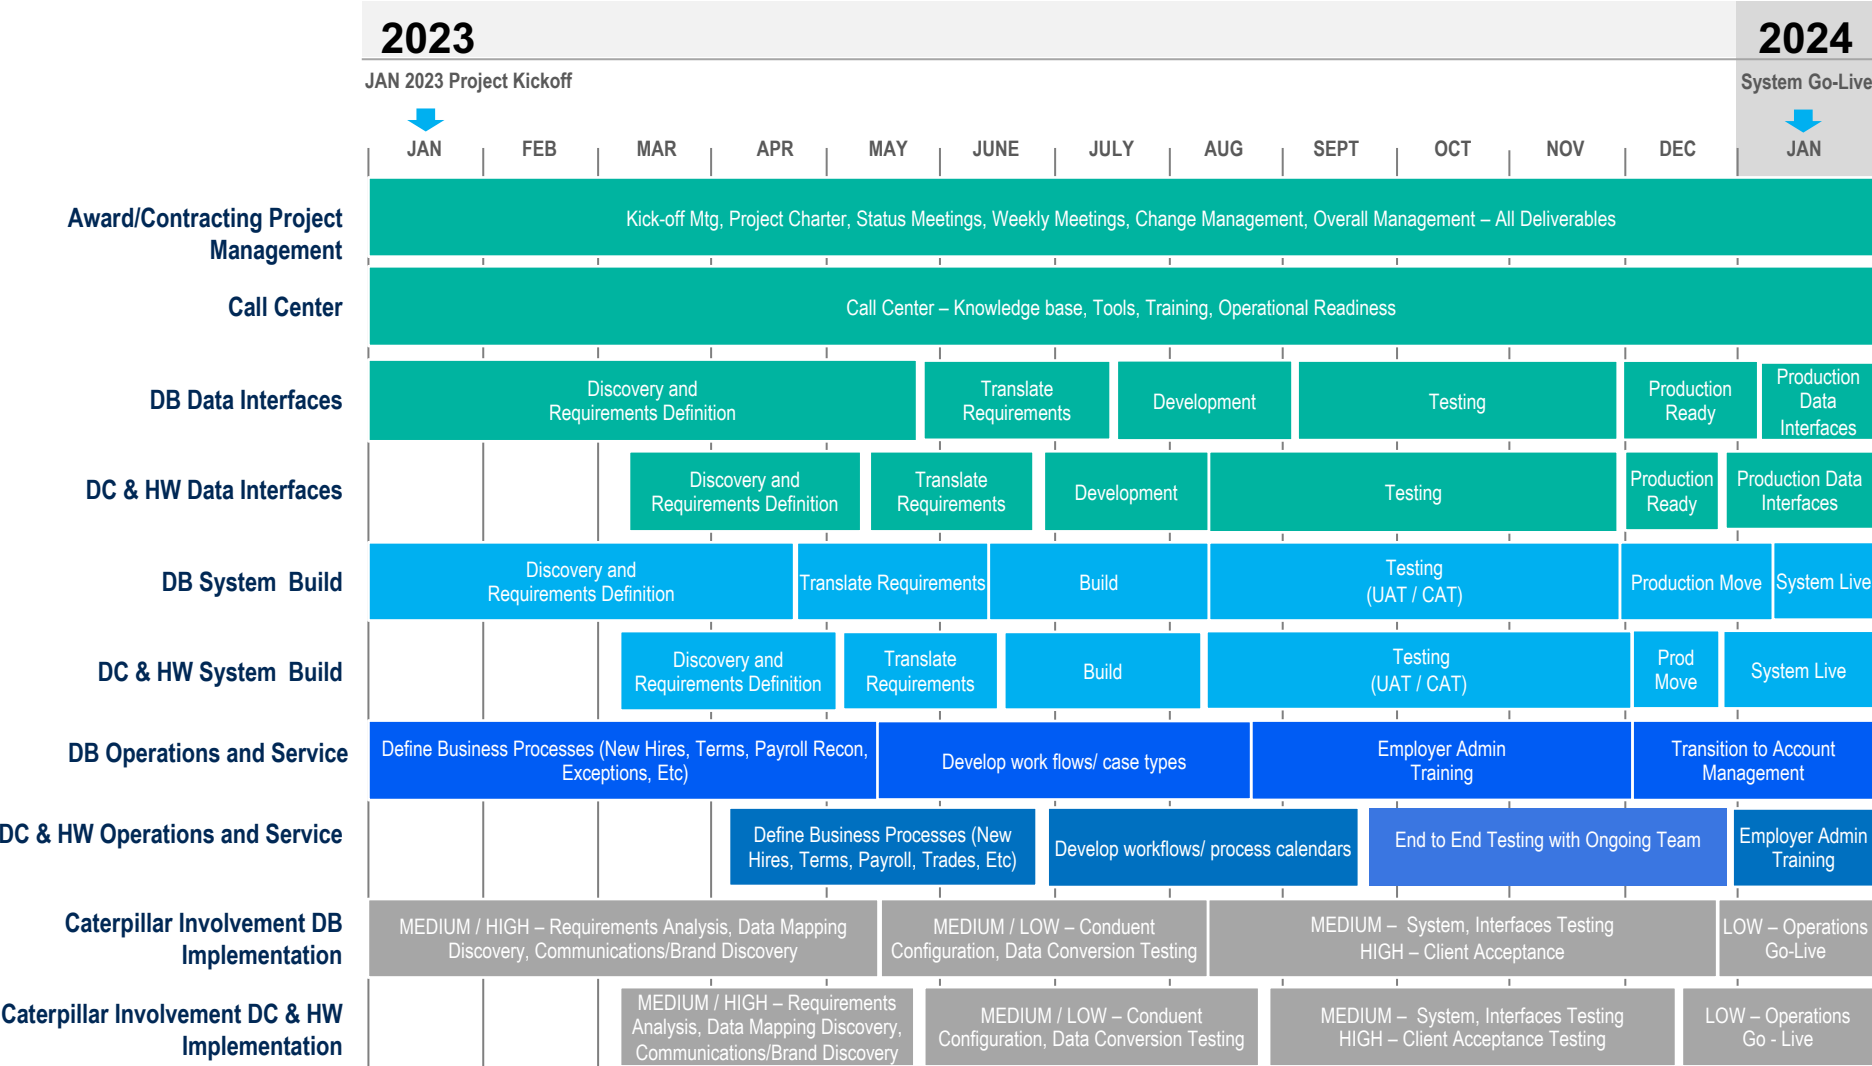 2023
2024
JAN 2023 Project Kickoff
System Go-Live
JAN
FEB
MAR
APR
MAY
JUNE
JULY
AUG
SEPT
OCT
NOV
DEC
JAN
Award/Contracting Project
Management
Kick-off Mtg, Project Charter, Status Meetings, Weekly Meetings, Change Management, Overall Management – All Deliverables
Call Center
Call Center – Knowledge base, Tools, Training, Operational Readiness
DB Data Interfaces
Discovery and
Requirements Definition
Translate
Requirements
Development
Testing
Production
Ready
Production
Data
Interfaces
DC & HW Data Interfaces
Discovery and
Requirements Definition
Translate
Requirements
Development
Testing
Production
Ready
Production Data
Interfaces
DB System Build
Discovery and
Requirements Definition
Translate Requirements
Build
Testing
(UAT / CAT)
Production Move
System Live
DC & HW System Build
Discovery and
Requirements Definition
Translate
Requirements
Build
Testing
(UAT / CAT)
Prod
Move
System Live
DB Operations and Service
Define Business Processes (New Hires, Terms, Payroll Recon,
Exceptions, Etc)
Develop work flows/ case types
Employer Admin
Training
Transition to Account
Management
DC & HW Operations and Service
Define Business Processes (New
Hires, Terms, Payroll, Trades, Etc)
Develop workflows/ process calendars
End to End Testing with Ongoing Team
Employer Admin
Training
Caterpillar Involvement DB
Implementation
MEDIUM / HIGH – Requirements Analysis, Data Mapping
Discovery, Communications/Brand Discovery
MEDIUM / LOW – Conduent
Configuration, Data Conversion Testing
MEDIUM – System, Interfaces Testing
HIGH – Client Acceptance
LOW – Operations
Go-Live
Caterpillar Involvement DC & HW
Implementation
MEDIUM / HIGH – Requirements
Analysis, Data Mapping Discovery,
Communications/Brand Discovery
MEDIUM / LOW – Conduent
Configuration, Data Conversion Testing
MEDIUM – System, Interfaces Testing
HIGH – Client Acceptance Testing
LOW – Operations
Go - Live